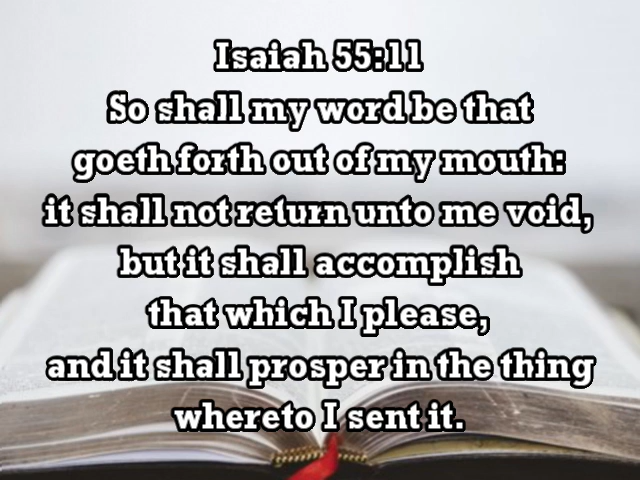 Isaiah 55:11
So shall my word be that
goeth forth out of my mouth:
it shall not return unto me void,
but it shall accomplish
that which I please,
and it shall prosper in the thing
whereto I sent it.